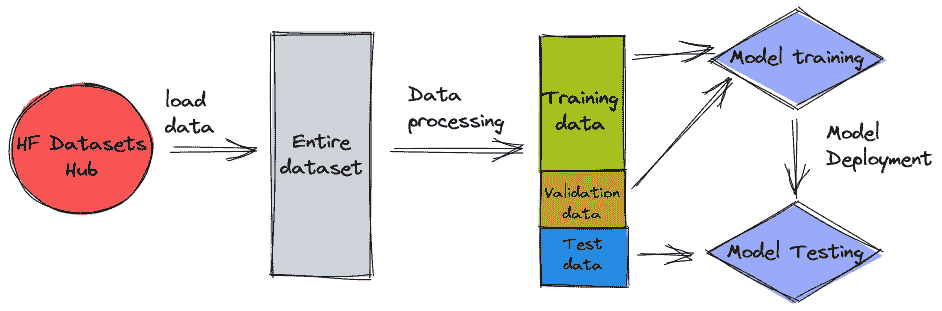 HF Datasets
Hub
load
data
Entire
dataset
Data
processing
Training
data
Validation
data
Test
data
Model training
Model
Deployment
Model Testing